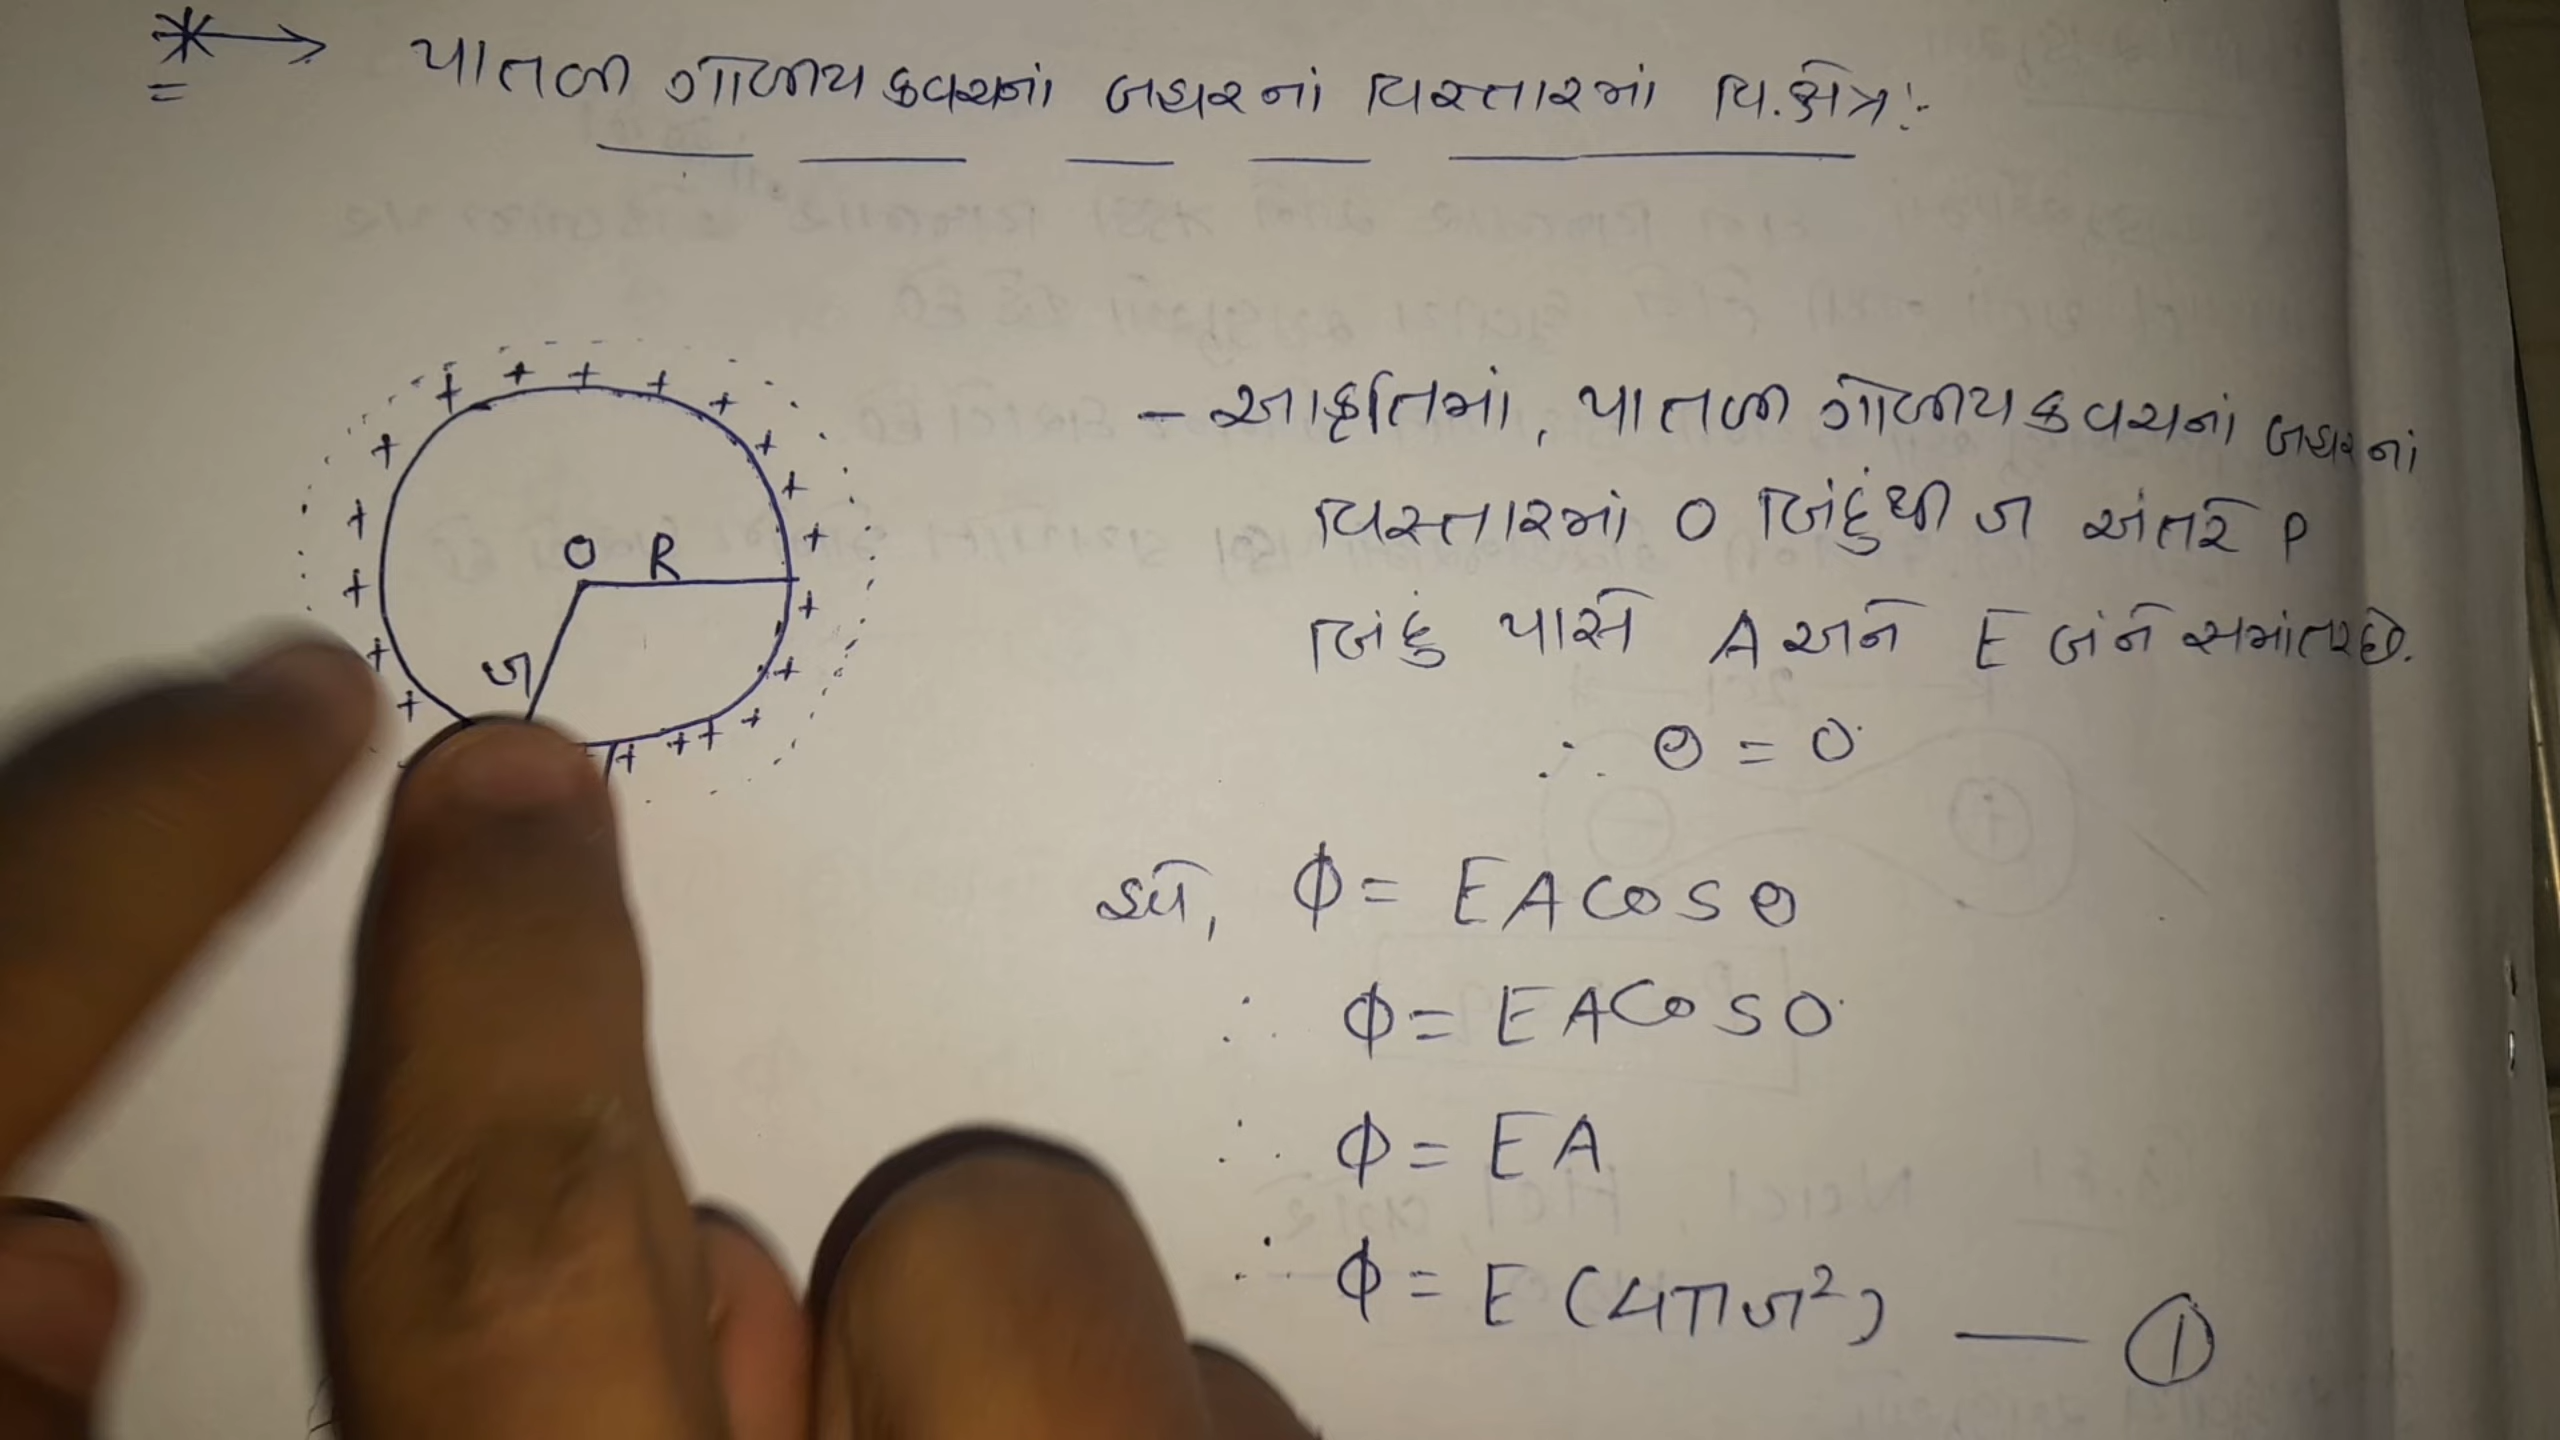 * → પાતળી ગોળીય કવચનાં બહારનાં વિસ્તારમાં વિ.ક્ષેત્ર:-
O R
r
- આકૃતિમાં, પાતળી ગોળીય કવચનાં બહારનાં
વિસ્તારમાં O બિંદુથી r અંતરે P
બિંદુ પાસે A અને E બંને સમાંતર છે.
∴ θ = 0
હવે, Φ = EA cos θ
∴ Φ = EA cos 0
∴ Φ = EA
∴ Φ = E (4πr²) — ①